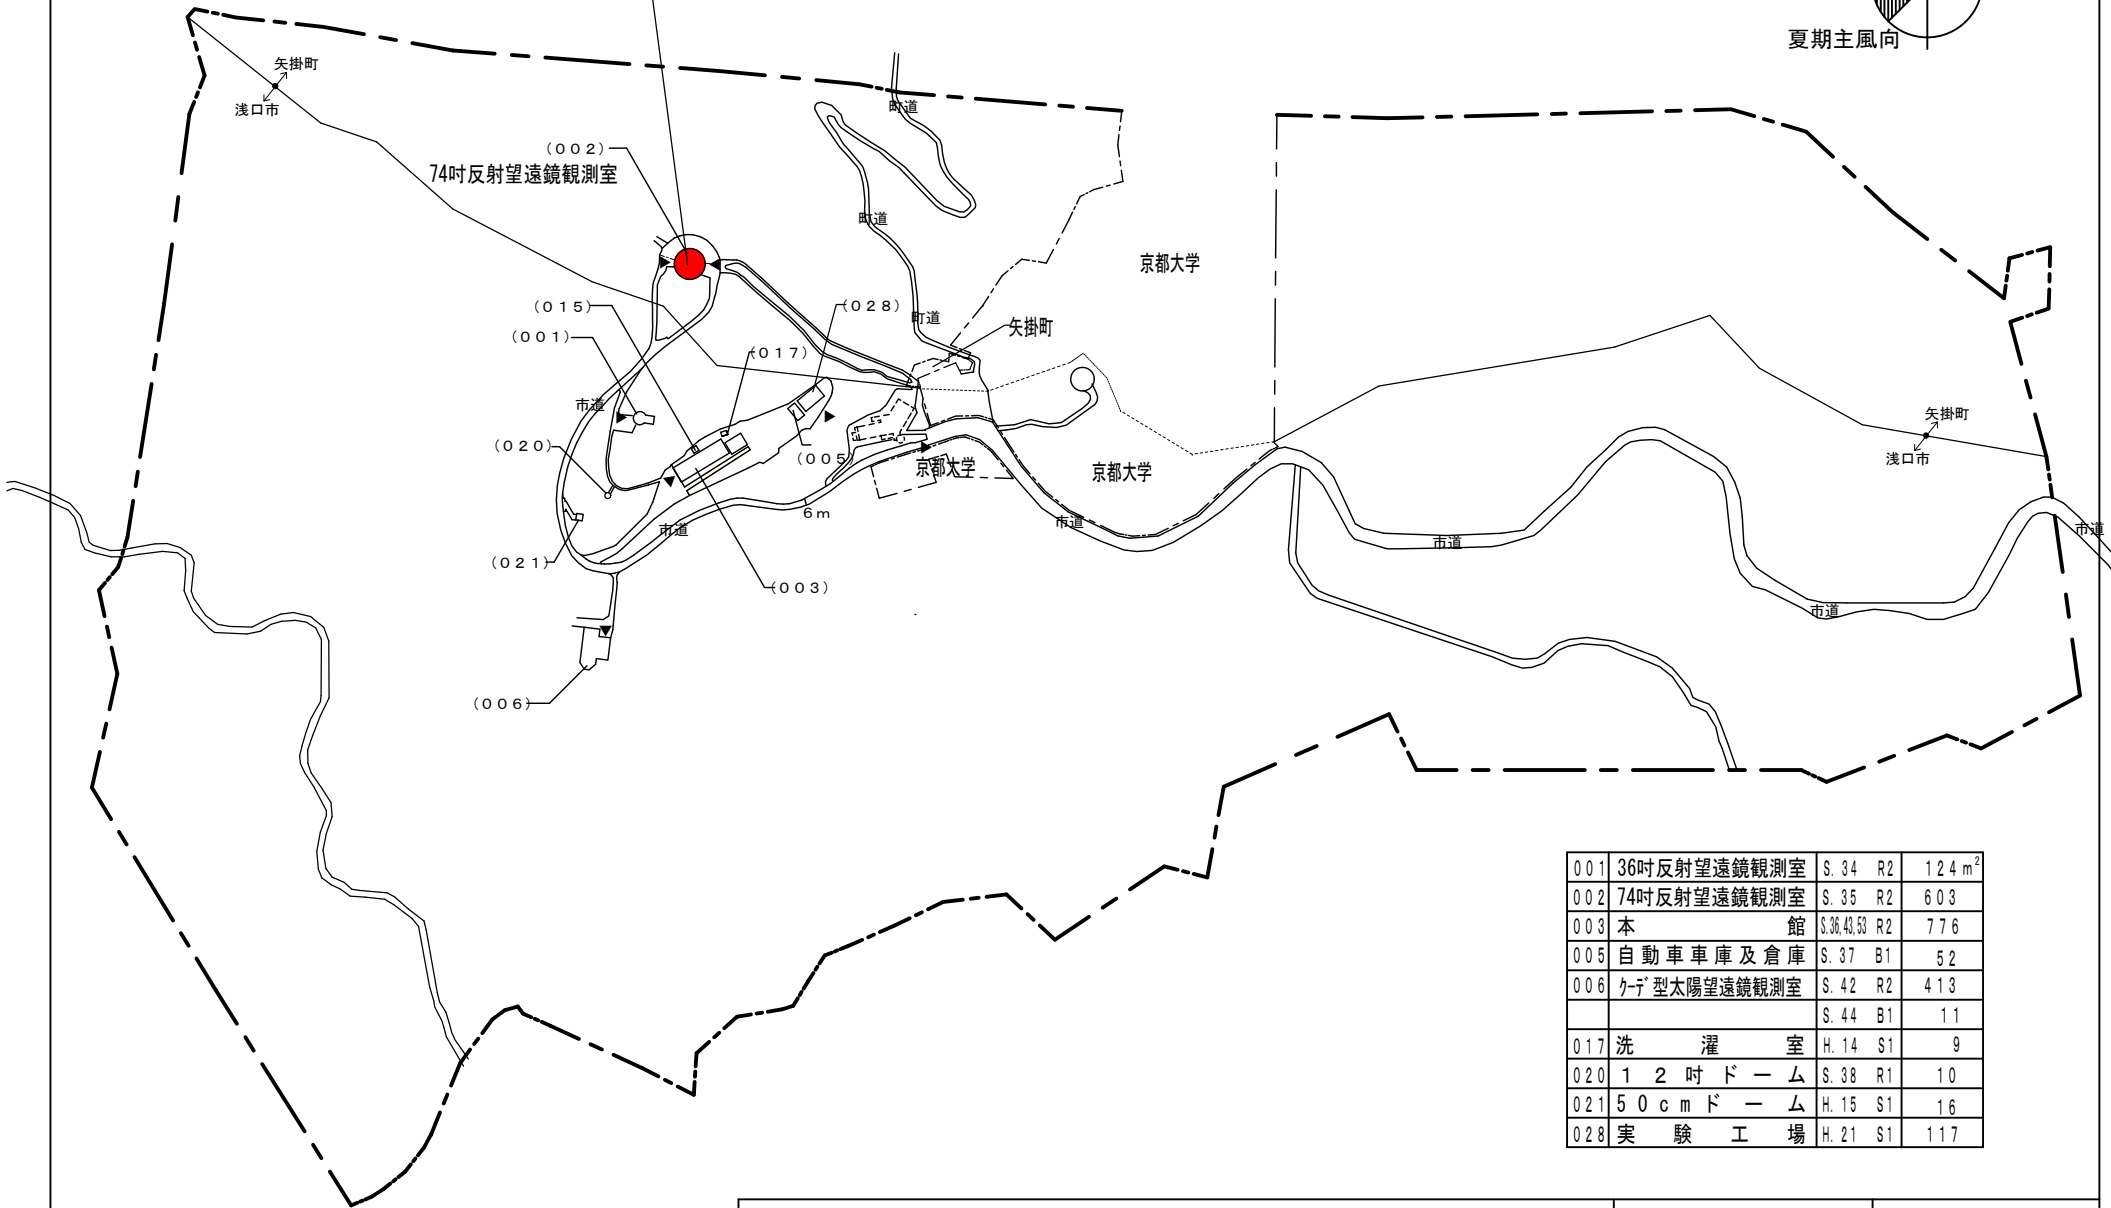 夏期主風向
矢掛町
浅口市
町道
(002)
74吋反射望遠鏡観測室
町道
京都大学
(015)
(028)
町道
矢掛町
(001)
(017)
市道
矢掛町
浅口市
(020)
(005)
京都大学
京都大学
6m
市道
市道
市道
市道
(021)
(003)
市道
(006)
001 36吋反射望遠鏡観測室 S.34 R2 124m²
002 74吋反射望遠鏡観測室 S.35 R2 603
003 本館 S.36,43,53 R2 776
005 自動車車庫及倉庫 S.37 B1 52
006 クーデ型太陽望遠鏡観測室 S.42 R2 413
S.44 B1 11
017 洗濯室 H.14 S1 9
020 12吋ドーム S.38 R1 10
021 50cmドーム H.15 S1 16
028 実験工場 H.21 S1 117